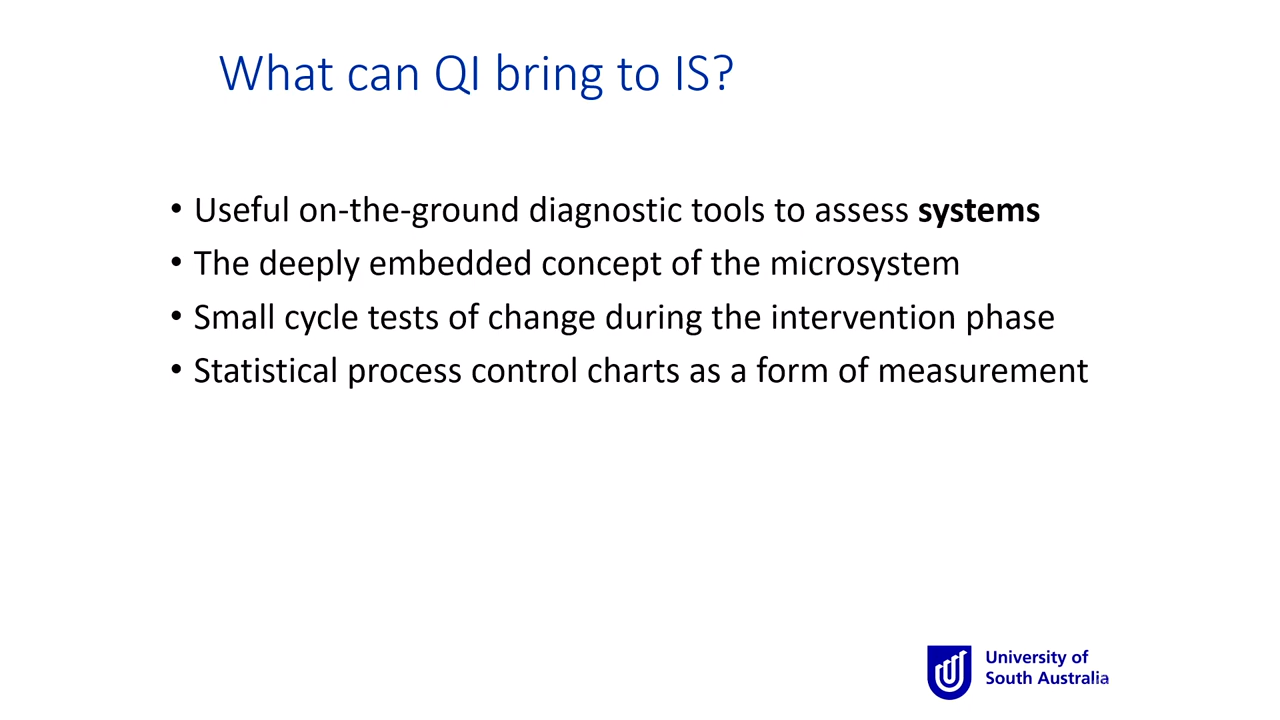 What can QI bring to IS?
• Useful on-the-ground diagnostic tools to assess systems
• The deeply embedded concept of the microsystem
• Small cycle tests of change during the intervention phase
• Statistical process control charts as a form of measurement
University of
South Australia